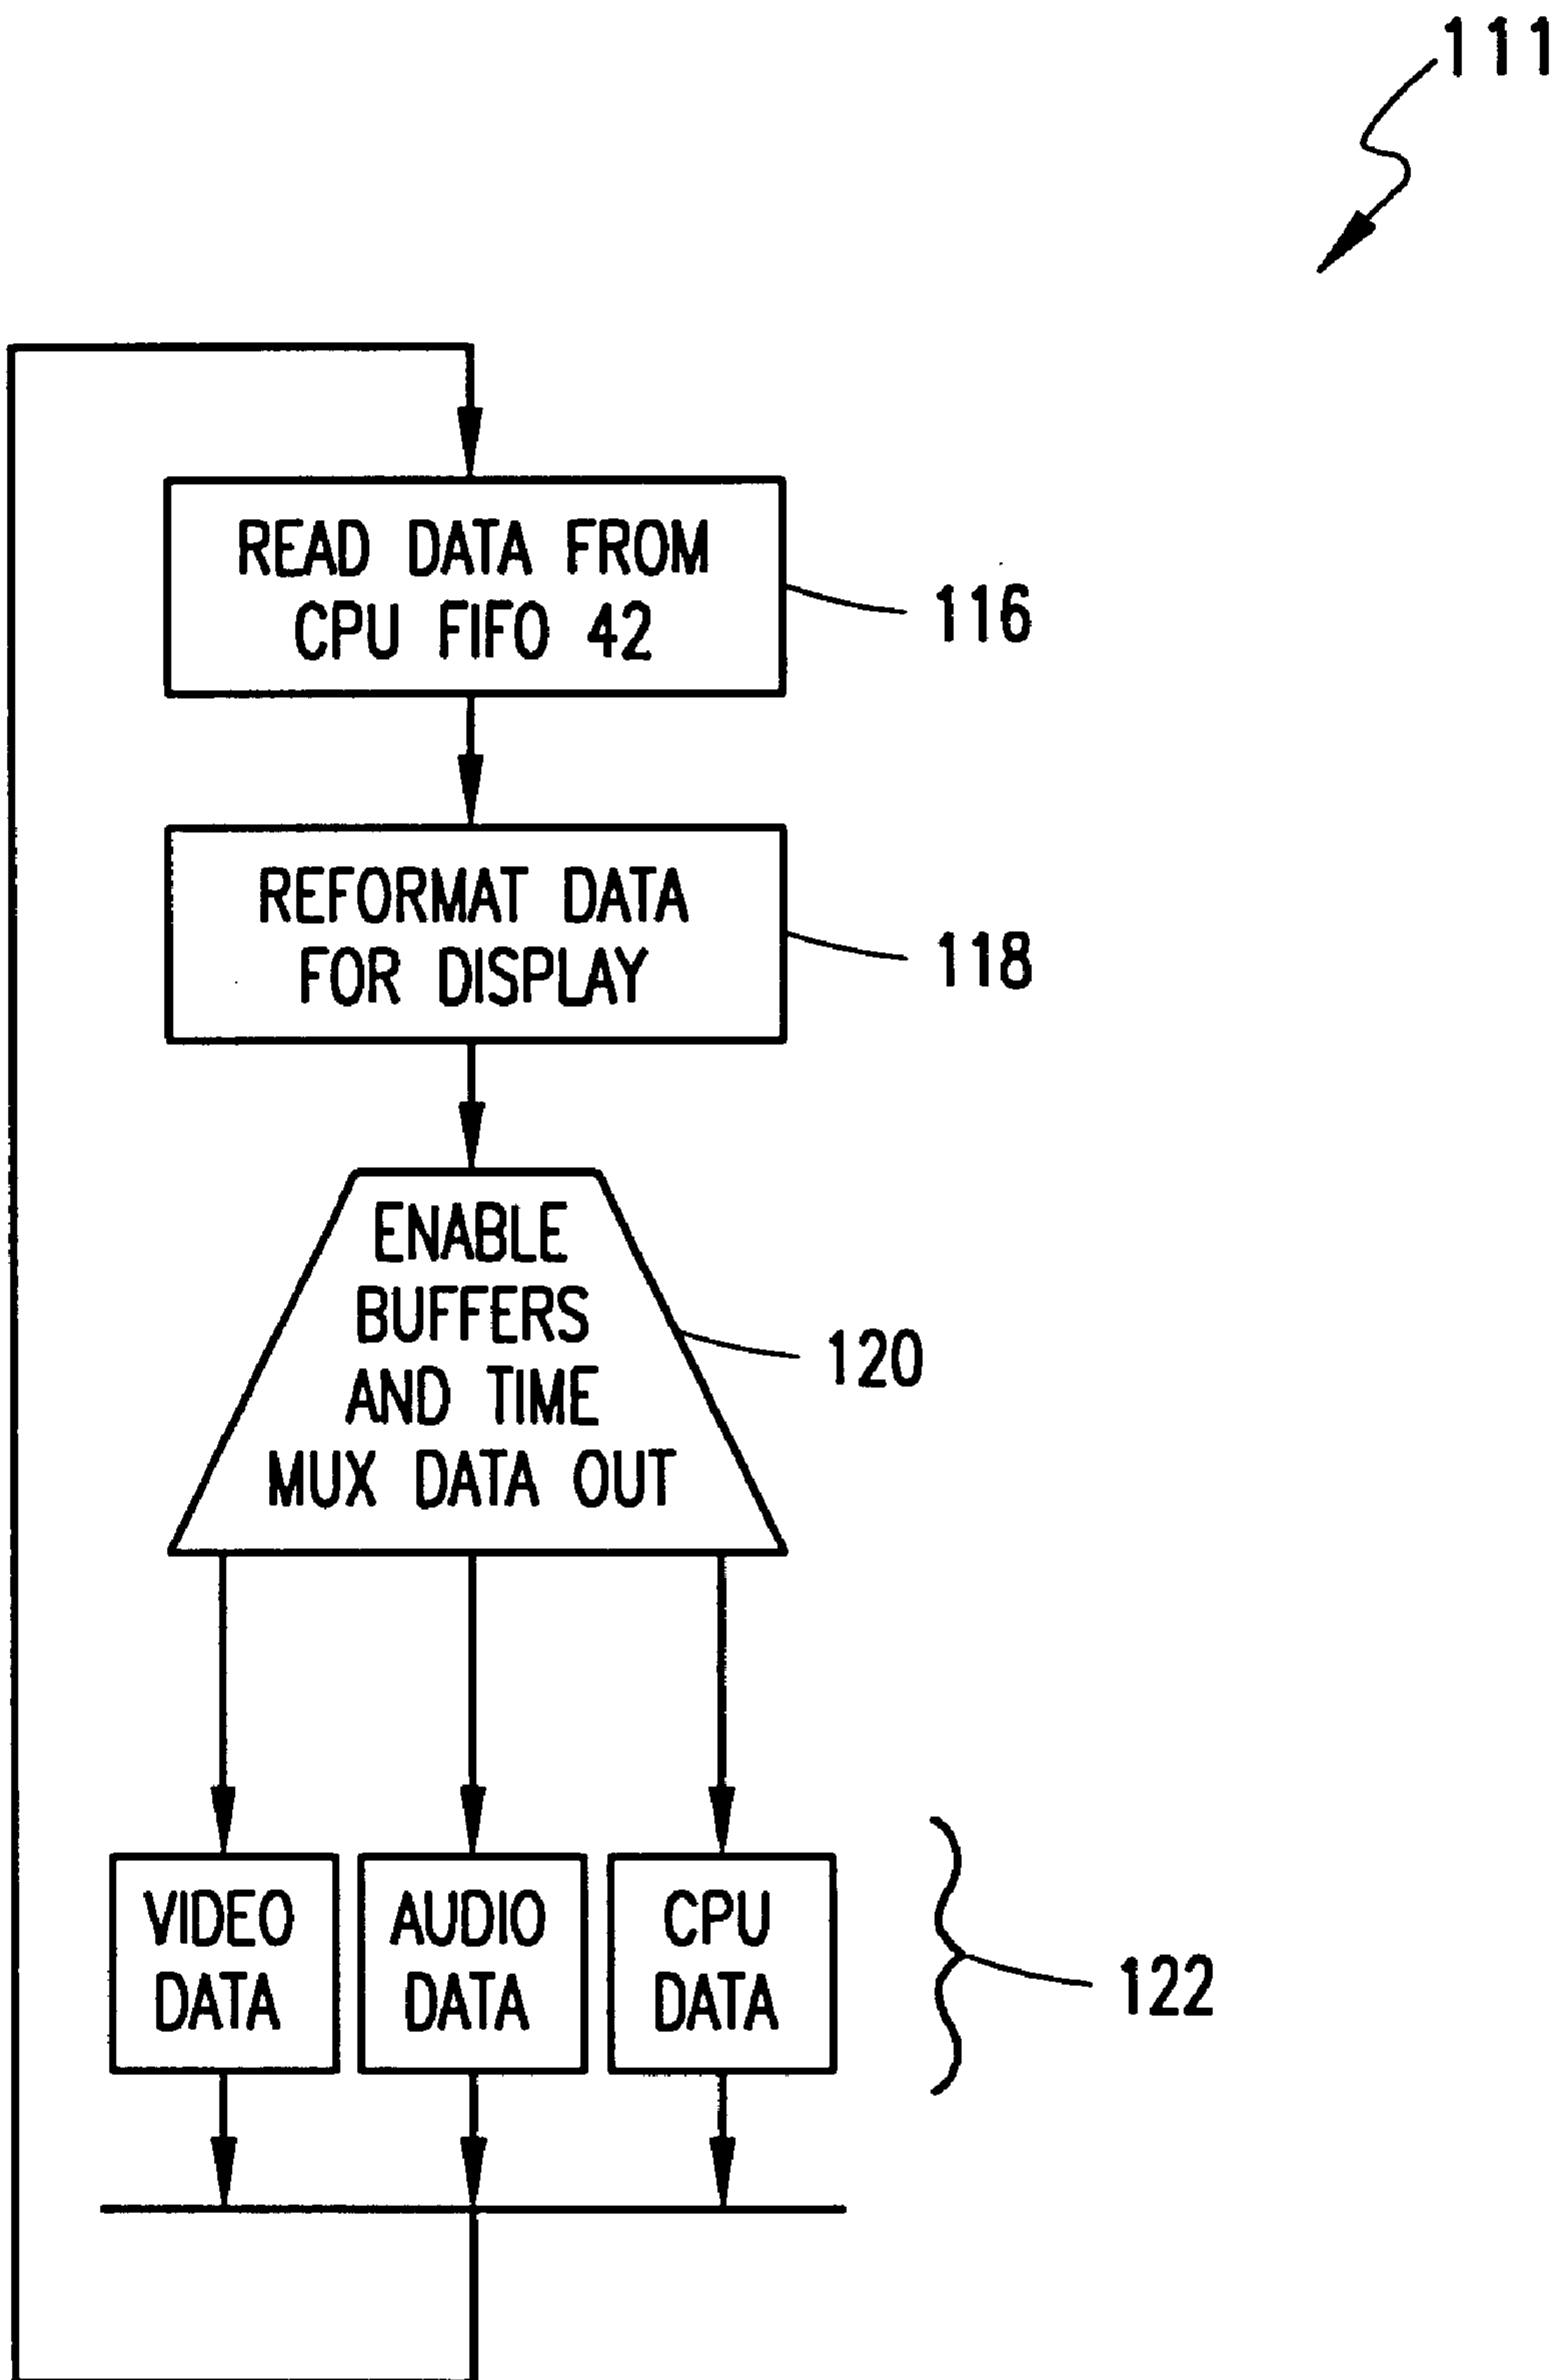 111
READ DATA FROM
CPU FIFO 42
116
REFORMAT DATA
FOR DISPLAY
118
ENABLE
BUFFERS
AND TIME
MUX DATA OUT
120
VIDEO
DATA
AUDIO
DATA
CPU
DATA
122